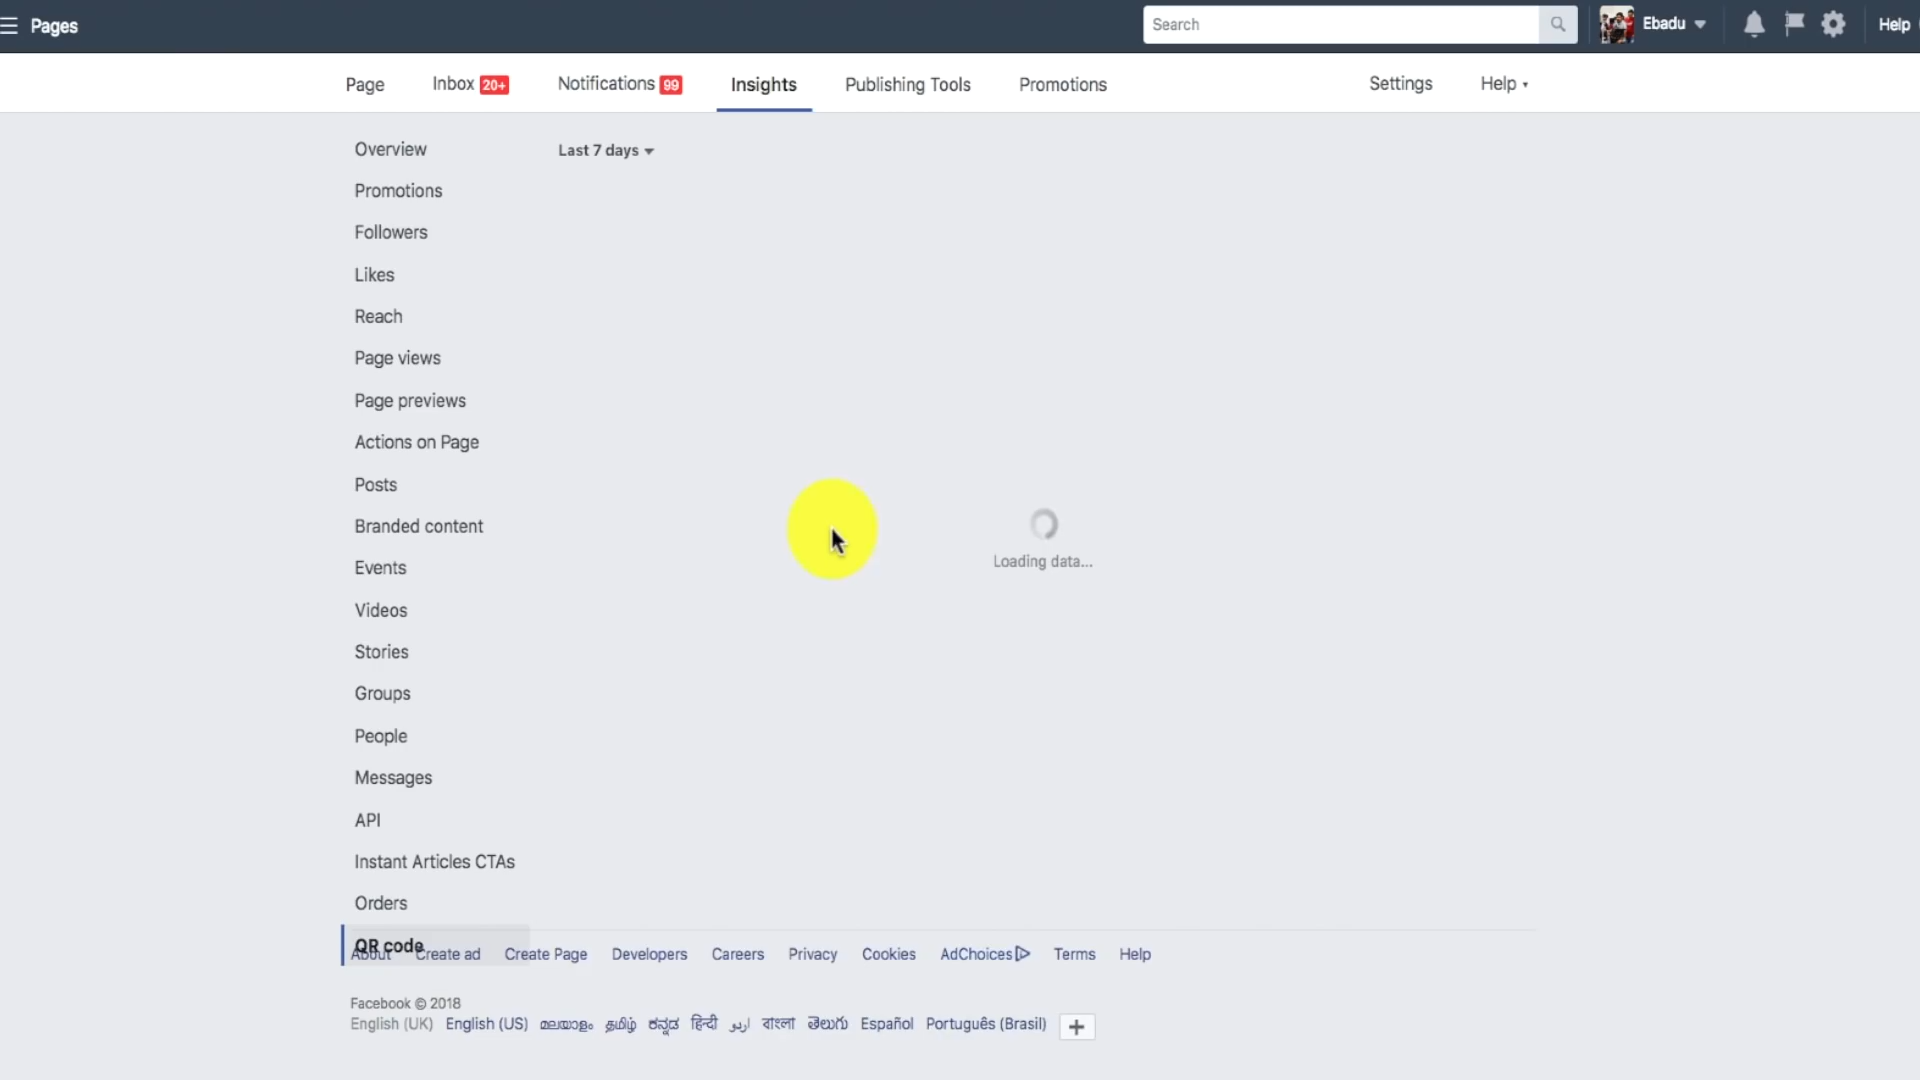 Pages
Search
Ebadu
Help
Page
Inbox 20+
Notifications 99
Insights
Publishing Tools
Promotions
Settings
Help
Overview
Last 7 days
Promotions
Followers
Likes
Reach
Page views
Page previews
Actions on Page
Posts
Branded content
Events
Loading data...
Videos
Stories
Groups
People
Messages
API
Instant Articles CTAs
Orders
QR code
About Create ad Create Page Developers Careers Privacy Cookies AdChoices Terms Help
Facebook © 2018
English (UK) English (US) മലയാളം தமிழ் ಕನ್ನಡ हिन्दी اردو বাংলা తెలుగు Español Português (Brasil)